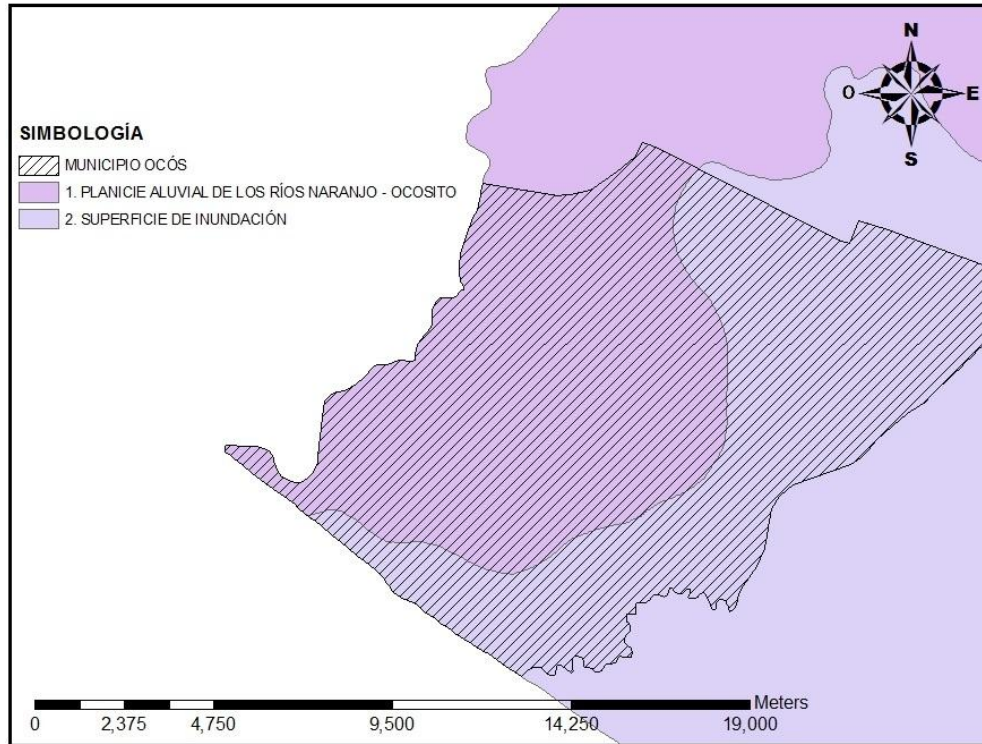 N
O E
S
SIMBOLOGÍA
MUNICIPIO OCÓS
1. PLANICIE ALUVIAL DE LOS RÍOS NARANJO - OCOSITO
2. SUPERFICIE DE INUNDACIÓN
Meters
0 2,375 4,750 9,500 14,250 19,000